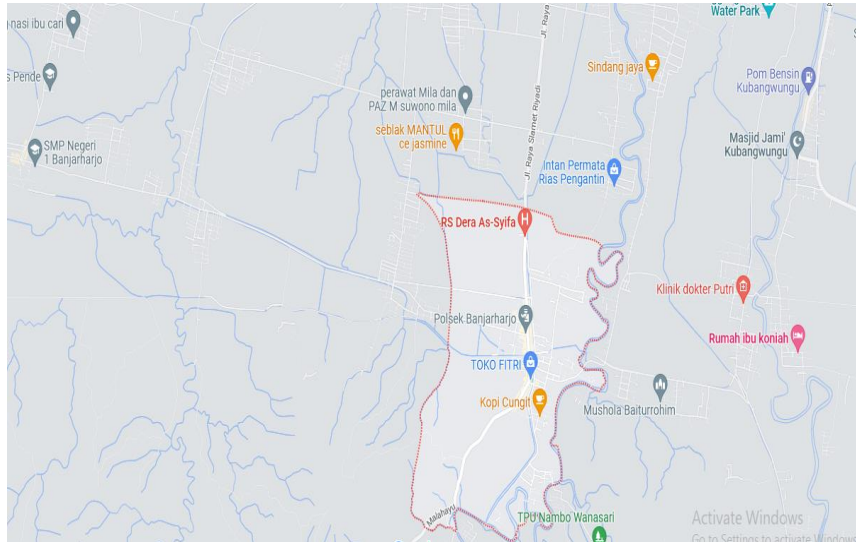 Water Park
nasi ibu cari
Sindang jaya
s Pende
Pom Bensin
Kubangwungu
Jl. Raya
perawat Mila dan
PAZ M suwono mila
seblak MANTUL
ce jasmine
SMP Negeri
1 Banjarharjo
Masjid Jami'
Kubangwungu
Jl. Raya Slamet Riyadi
Intan Permata
Rias Pengantin
RS Dera As-Syifa
Klinik dokter Putri
Polsek Banjarharjo
Rumah ibu koniah
TOKO FITRI
Kopi Cungit
Mushola Baiturrohim
Malahayu
TPU Nambo Wanasari
Activate Windows
Go to Settings to activate Windows